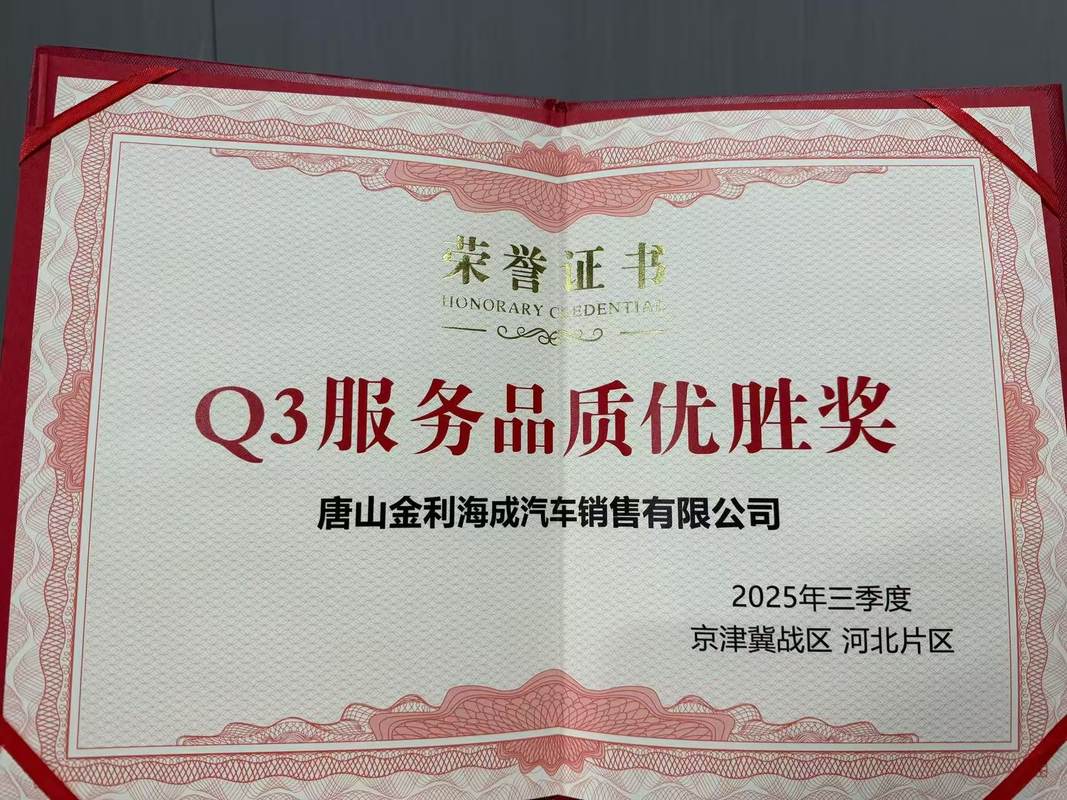 荣誉证书
HONORARY CREDENTIAL
Q3服务品质优胜奖
唐山金利海成汽车销售有限公司
2025年三季度
京津冀战区 河北片区